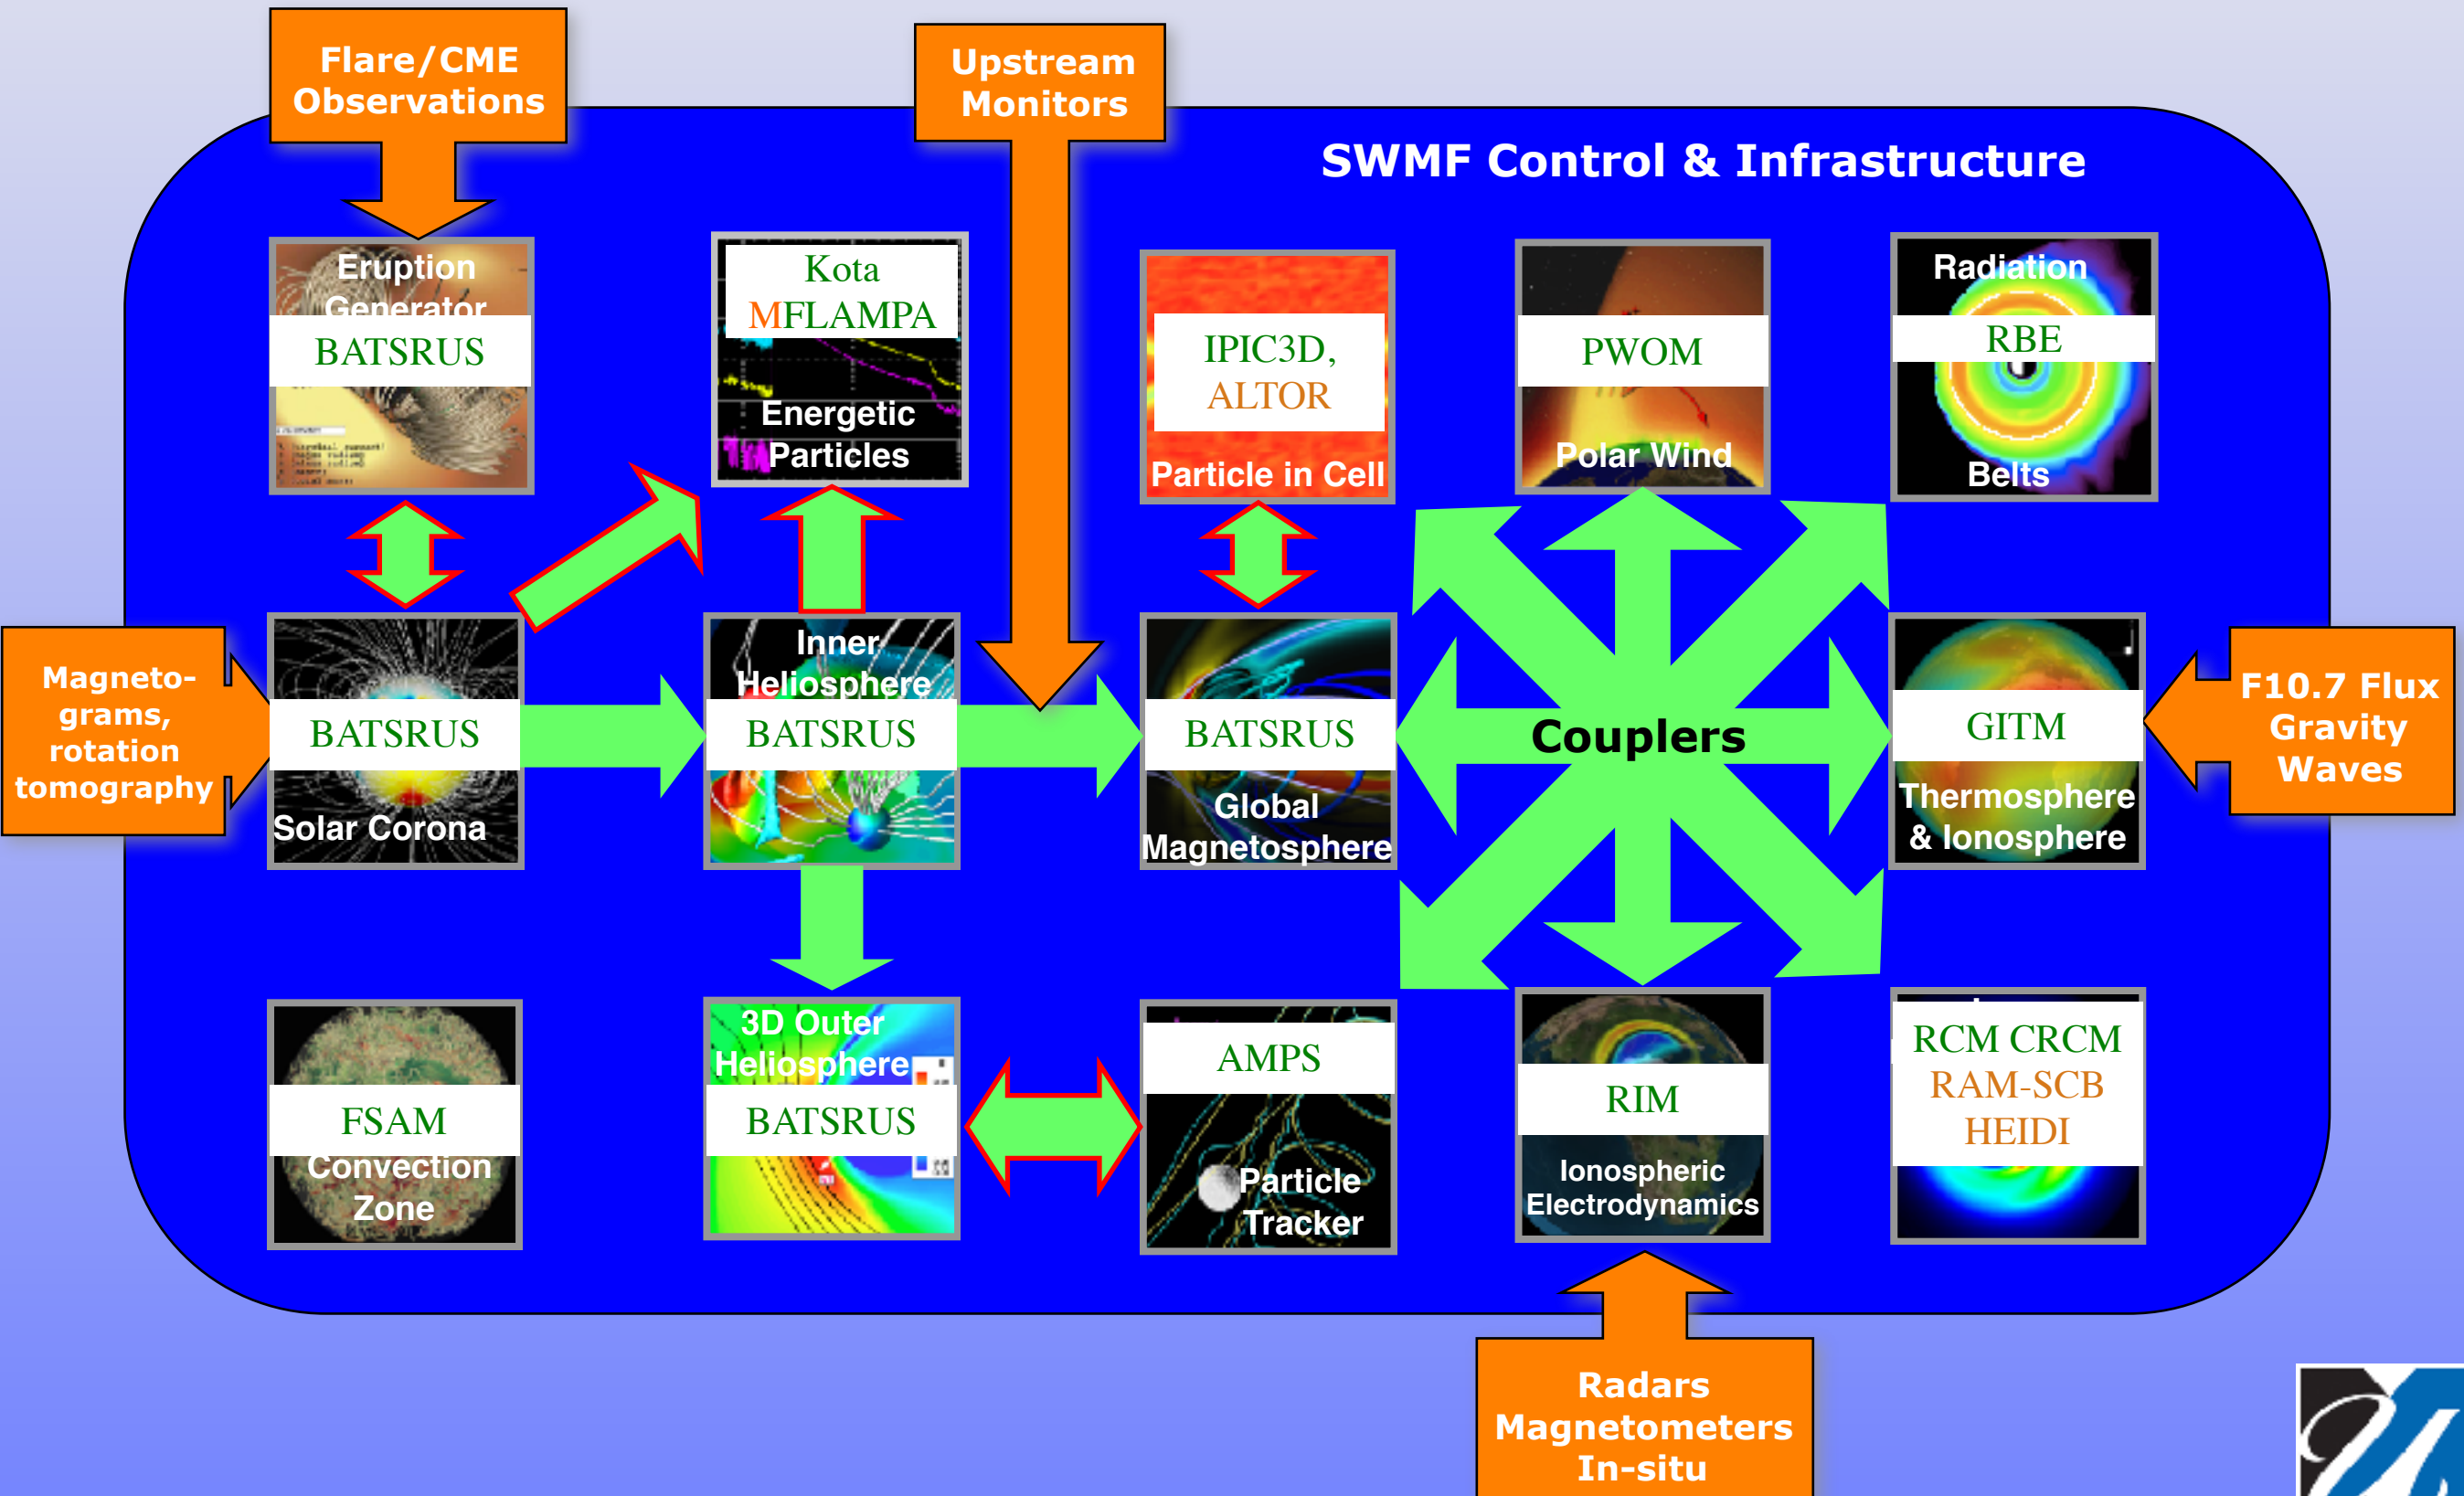 Flare/CME
Observations
Upstream
Monitors
SWMF Control & Infrastructure
Eruption
Generator
BATSRUS
Kota
MFLAMPA
Energetic
Particles
IPIC3D,
ALTOR
Particle in Cell
PWOM
Polar Wind
Radiation
RBE
Belts
Magneto-
grams,
rotation
tomography
BATSRUS
Solar Corona
Inner
Heliosphere
BATSRUS
BATSRUS
Global
Magnetosphere
Couplers
GITM
Thermosphere
& Ionosphere
F10.7 Flux
Gravity
Waves
FSAM
Convection
Zone
3D Outer
Heliosphere
BATSRUS
AMPS
Particle
Tracker
RIM
Ionospheric
Electrodynamics
RCM CRCM
RAM-SCB
HEIDI
Radars
Magnetometers
In-situ